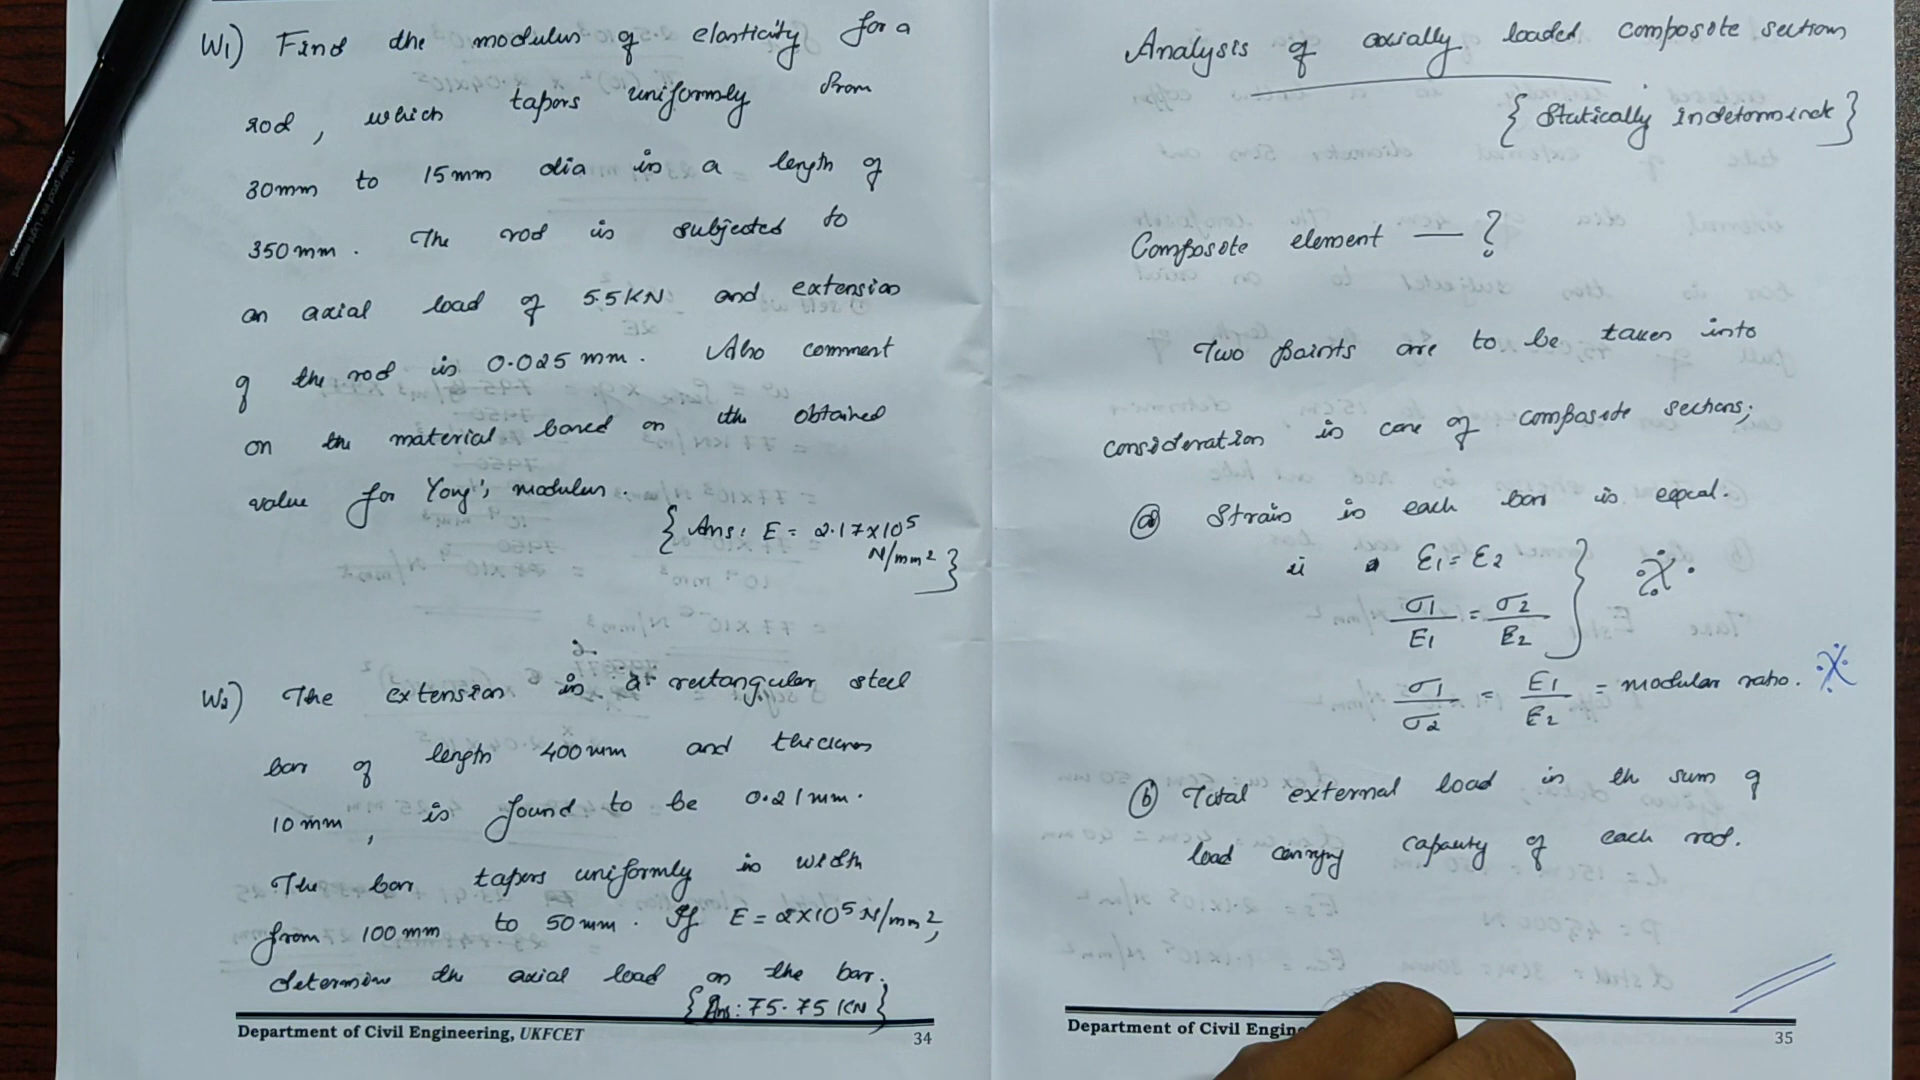 W1) Find the modulus of elasticity for a
rod, which tapers uniformly from
30mm to 15mm dia in a length of
350mm. The rod is subjected to
an axial load of 5.5KN and extension
of the rod is 0.025 mm. Also comment
on the material based on the obtained
value for Yong's modulus.
{Ans: E = 2.17x10⁵
N/mm²}
W2) The extension in a rectangular steel
bar of length 400mm and thickness
10mm, is found to be 0.21mm.
The bar tapers uniformly in width
from 100mm to 50mm. If E = 2x10⁵ N/mm²,
determine the axial load on the bar.
{Ans: 75.75 KN}
Department of Civil Engineering, UKFCET
34
Analysis of axially loaded composite sections
{Statically indeterminate}
Composite element — ?
Two points are to be taken into
consideration in case of composite sections;
(a) Strain in each bar is equal.
ii ε1 = ε2
σ1/E1 = σ2/E2
σ1/σ2 = E1/E2 = modular ratio.
(b) Total external load is the sum of
load carrying capacity of each rod.
Department of Civil Engine
35